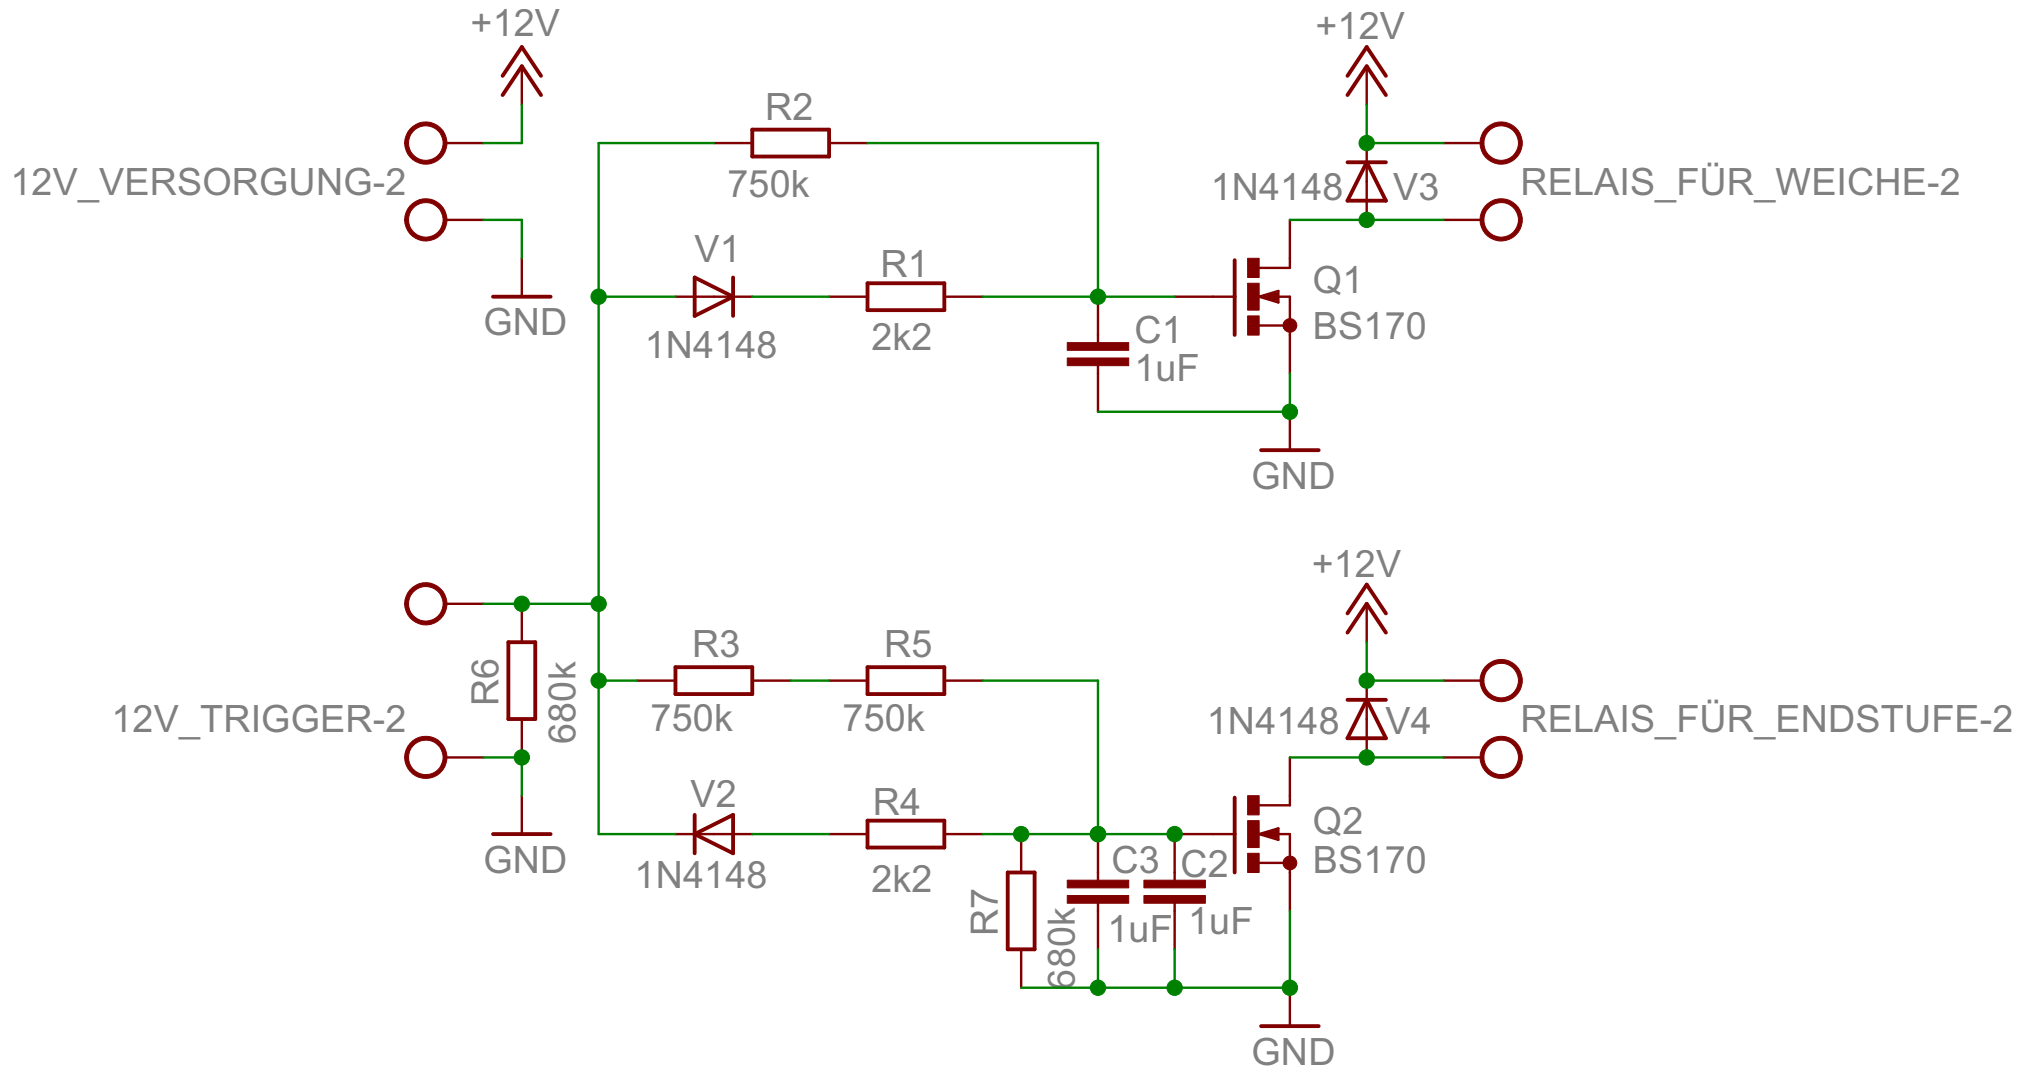 +12V
+12V
R2
12V_VERSORGUNG-2
750k
1N4148
V3
RELAIS_FÜR_WEICHE-2
V1
R1
Q1
GND
1N4148
2k2
C1
1uF
BS170
GND
+12V
R3
R5
R6
680k
12V_TRIGGER-2
750k
750k
1N4148
V4
RELAIS_FÜR_ENDSTUFE-2
V2
R4
Q2
GND
1N4148
2k2
C3
C2
BS170
R7
680k
1uF
1uF
GND